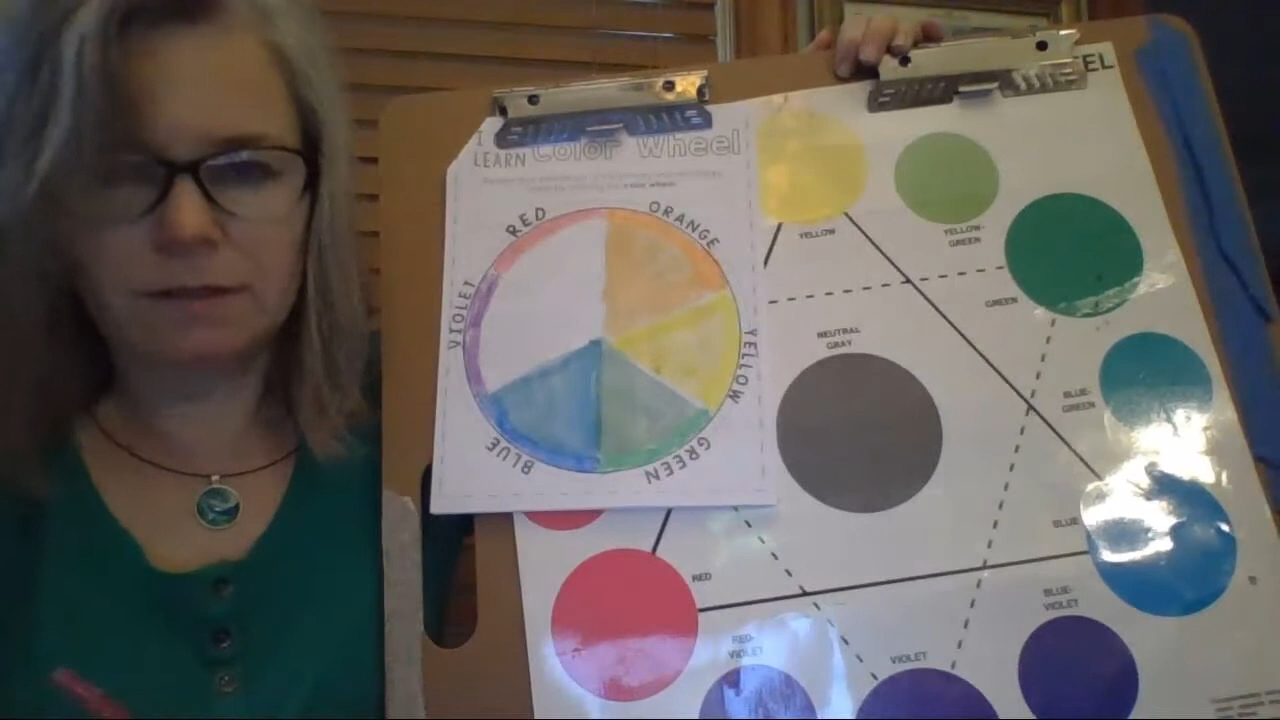 EEL
I
LEARN Color Wheel
RED
ORANGE
VIOLET
YELLOW
BLUE
GREEN
YELLOW
YELLOW-
GREEN
GREEN
NEUTRAL
GRAY
BLUE-
GREEN
BLUE
RED
BLUE-
VIOLET
RED-
VIOLET
VIOLET